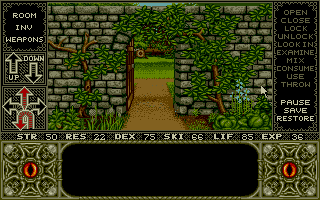 ROOM
INV
WEAPONS
UP
DOWN
OPEN
CLOSE
LOCK
UNLOCK
LOOK IN
EXAMINE
MIX
CONSUME
USE
THROW
PAUSE
SAVE
RESTORE
STR 50 RES 22 DEX 75 SKI 66 LIF 85 EXP 36